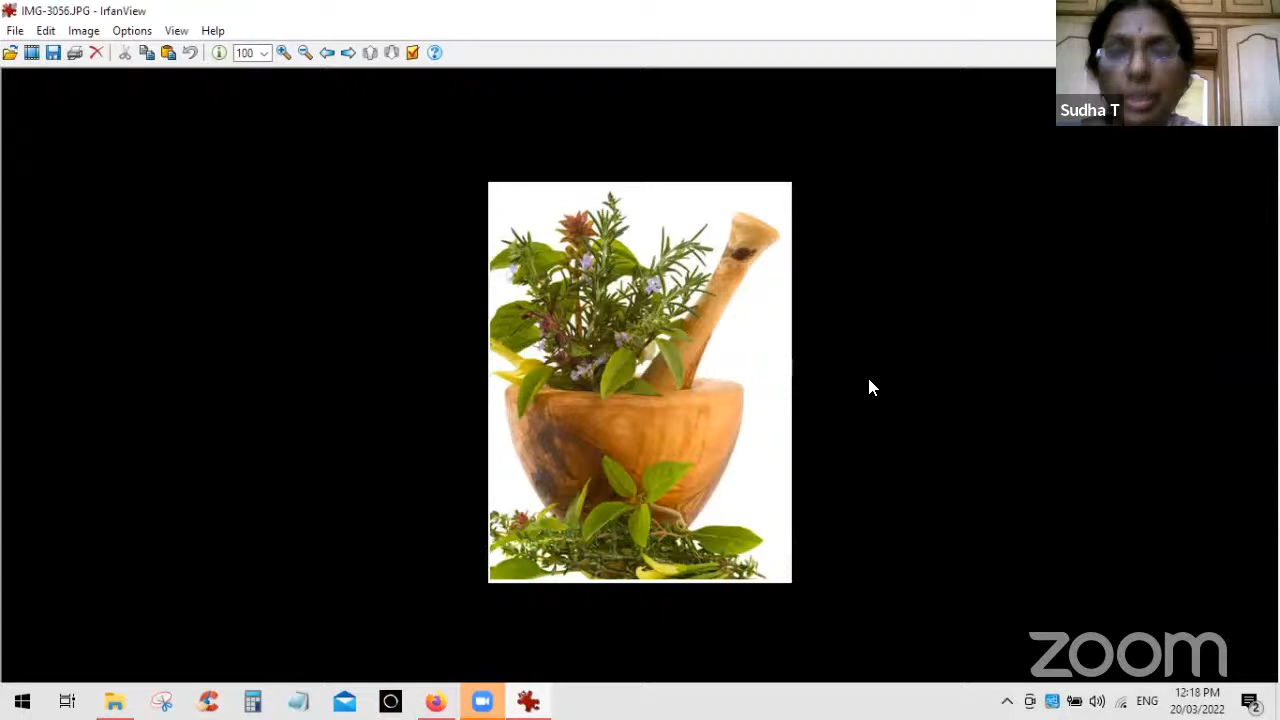 IMG-3056.JPG - IrfanView
File Edit Image Options View Help
100
Sudha T
zoom
ENG
12:18 PM
20/03/2022
2